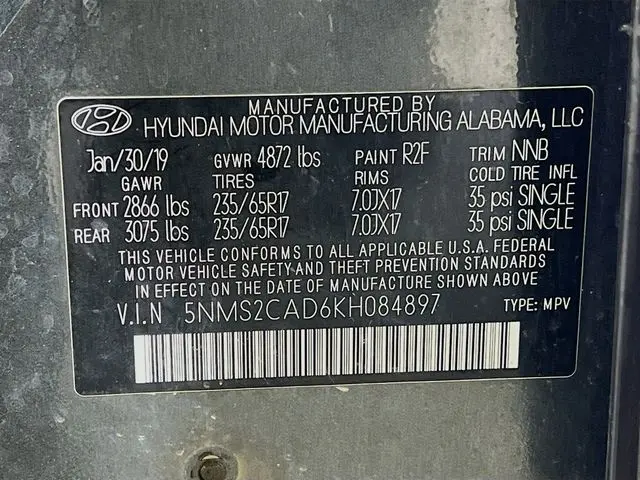 MANUFACTURED BY
HYUNDAI MOTOR MANUFACTURING ALABAMA, LLC
Jan/30/19 GVWR 4872 lbs PAINT R2F TRIM NNB
GAWR TIRES RIMS COLD TIRE INFL
FRONT 2866 lbs 235/65R17 7.0JX17 35 psi SINGLE
REAR 3075 lbs 235/65R17 7.0JX17 35 psi SINGLE
THIS VEHICLE CONFORMS TO ALL APPLICABLE U.S.A. FEDERAL
MOTOR VEHICLE SAFETY AND THEFT PREVENTION STANDARDS
IN EFFECT ON THE DATE OF MANUFACTURE SHOWN ABOVE
V.I.N 5NMS2CAD6KH084897 TYPE: MPV